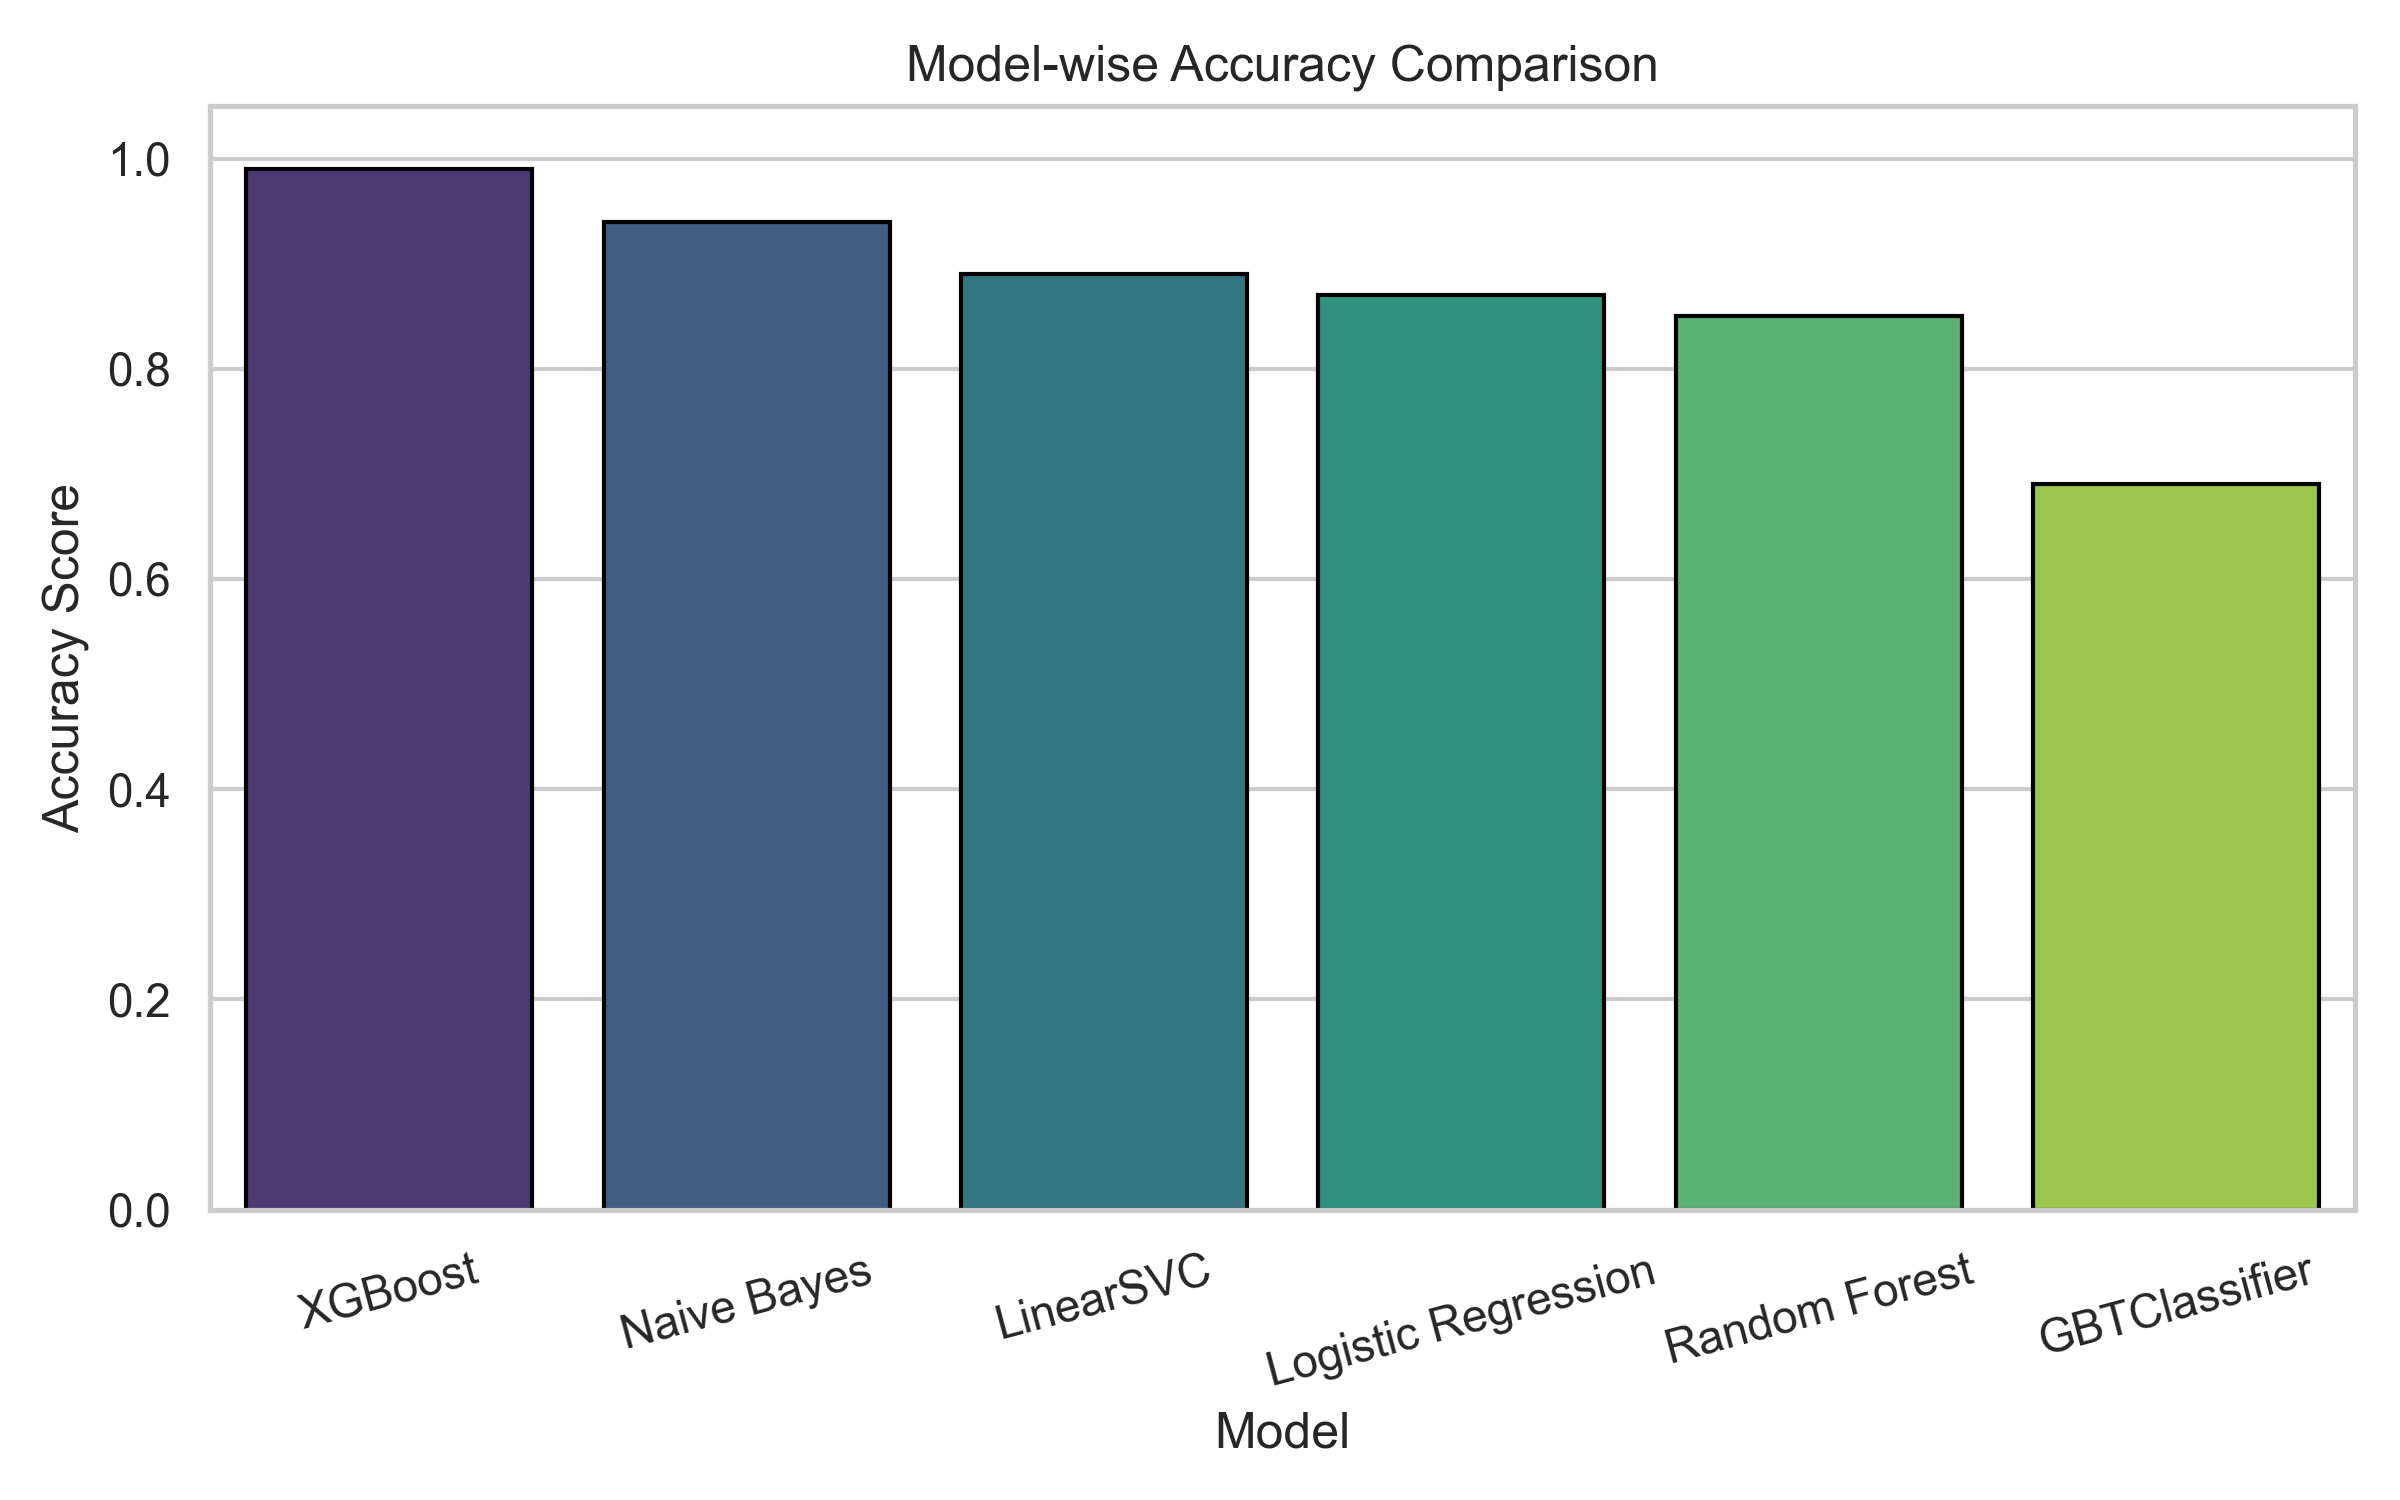 Model-wise Accuracy Comparison
Accuracy Score
1.0
0.8
0.6
0.4
0.2
0.0
XGBoost
Naive Bayes
LinearSVC
Logistic Regression
Random Forest
GBTClassifier
Model